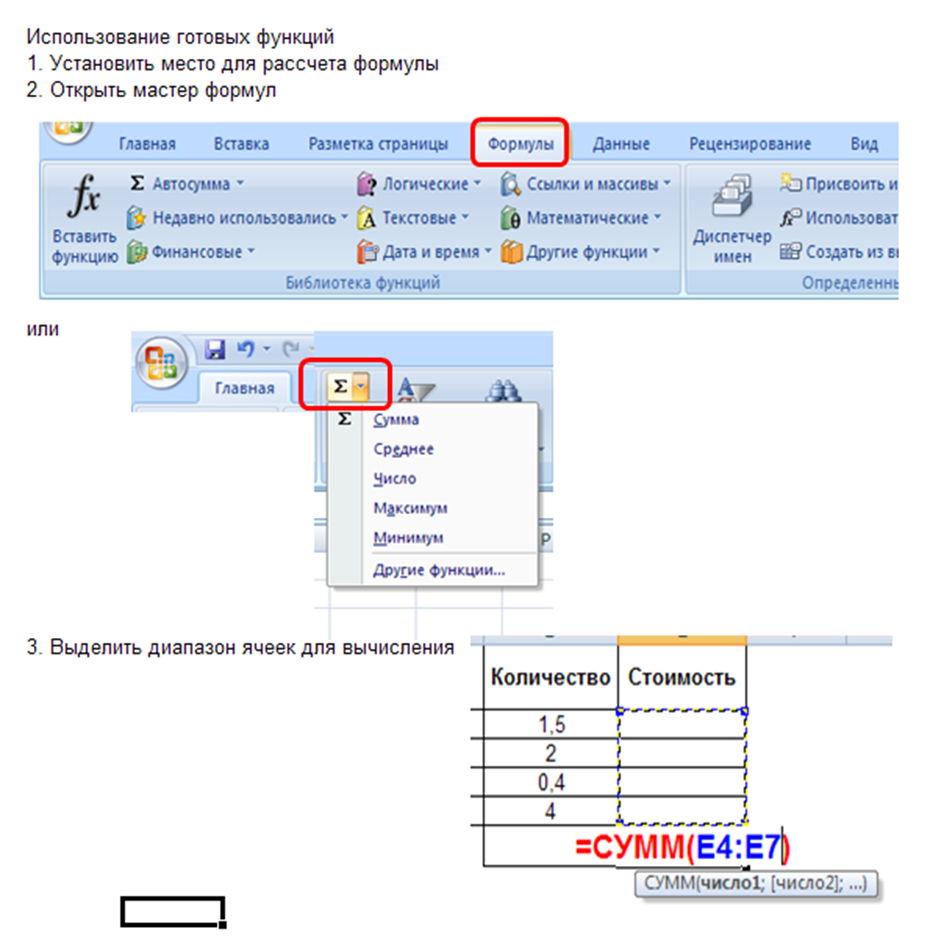 Использование готовых функций
1. Установить место для рассчета формулы
2. Открыть мастер формул
Главная Вставка Разметка страницы Формулы Данные Рецензирование Вид
fx Вставить функцию
Σ Автосумма
Недавно использовались
Финансовые
Логические
Текстовые
Дата и время
Ссылки и массивы
Математические
Другие функции
Библиотека функций
Диспетчер имен
Присвоить и
Использоват
Создать из в
Определенны
или
Главная
Σ
Σ Сумма
Среднее
Число
Максимум
Минимум
Другие функции...
P
3. Выделить диапазон ячеек для вычисления
Количество Стоимость
1,5
2
0,4
4
=СУММ(E4:E7)
СУММ(число1; [число2]; ...)